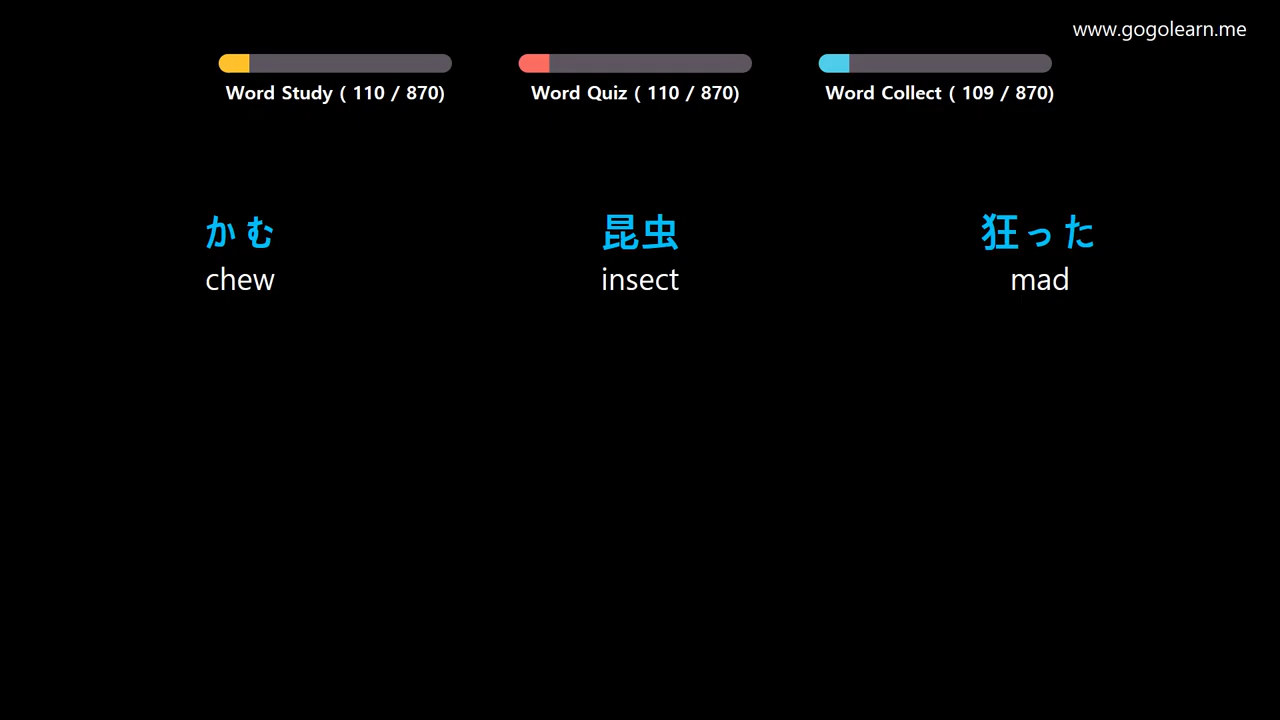 www.gogolearn.me
Word Study ( 110 / 870)
Word Quiz ( 110 / 870)
Word Collect ( 109 / 870)
かむ
chew
昆虫
insect
狂った
mad